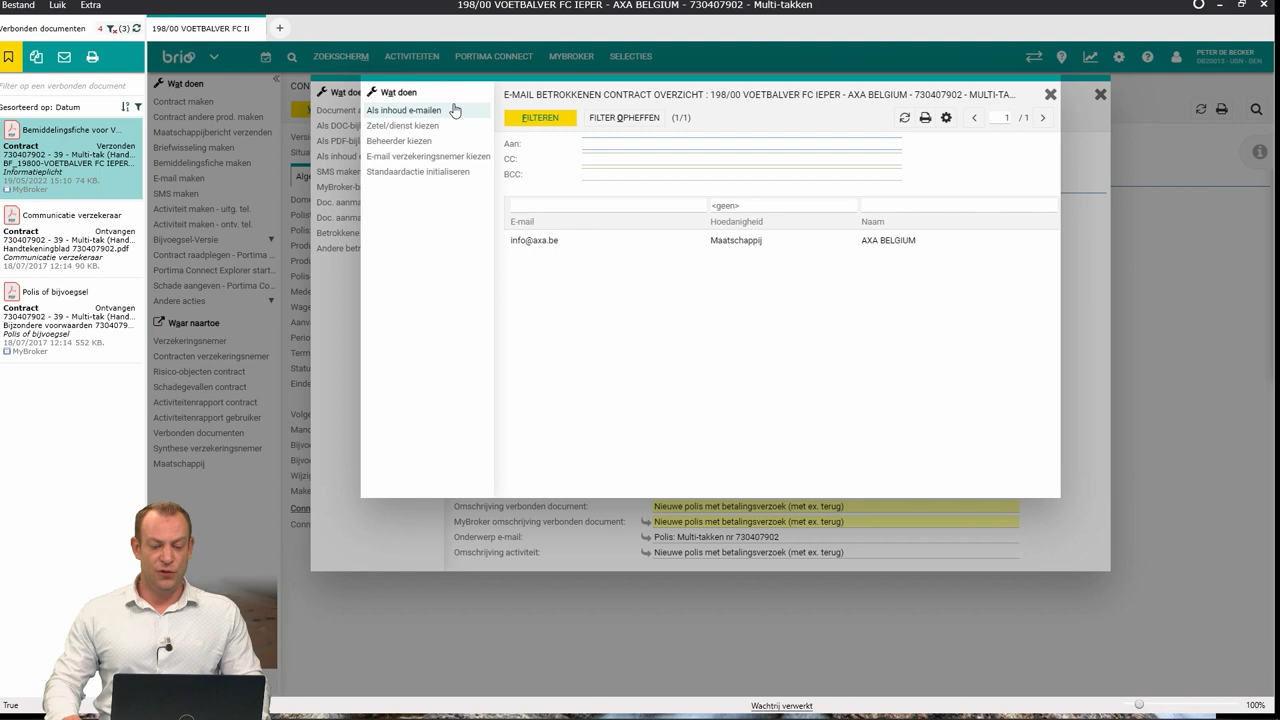 Bestand Luik Extra
198/00 VOETBALVER FC IEPER - AXA BELGIUM - 730407902 - Multi-takken
Verbonden documenten 4 (3)
198/00 VOETBALVER FC II
+
brio
ZOEKSCHERM ACTIVITEITEN PORTIMA CONNECT MYBROKER SELECTIES
PETER DE BECKER
Filter op een verbonden document
Gesorteerd op: Datum
Bemiddelingsfiche voor V...
Contract Verzonden
730407902 - 39 - Multi-tak (Hand...
BF_19800-VOETBALVER FC IEPER...
Informatieplicht
19/05/2022 15:10 74 KB.
MyBroker
Communicatie verzekeraar
Contract Ontvangen
730407902 - 39 - Multi-tak (Hand...
Handtekeningblad 730407902.pdf
Communicatie verzekeraar
18/07/2017 12:14 90 KB.
Polis of bijvoegsel
Contract Ontvangen
730407902 - 39 - Multi-tak (Hand...
Bijzondere voorwaarden 7304079...
Polis of bijvoegsel
18/07/2017 12:14 552 KB.
MyBroker
Wat doen
Contract maken
Contract andere prod. maken
Maatschappijbericht verzenden
Briefwisseling maken
Bemiddelingsfiche maken
E-mail maken
SMS maken
Activiteit maken - uitg. tel.
Activiteit maken - ontv. tel.
Bijvoegsel-Versie
Contract raadplegen - Portima Co...
Portima Connect Explorer start...
Schade aangeven - Portima Co...
Andere acties
Waar naartoe
Verzekeringsnemer
Contracten verzekeringsnemer
Risico-objecten contract
Schadegevallen contract
Activiteitenrapport contract
Activiteitenrapport gebruiker
Verbonden documenten
Synthese verzekeringsnemer
Maatschappij
Wat doen
Als inhoud e-mailen
Zetel/dienst kiezen
Beheerder kiezen
E-mail verzekeringsnemer kiezen
Standaardactie initialiseren
E-MAIL BETROKKENEN CONTRACT OVERZICHT : 198/00 VOETBALVER FC IEPER - AXA BELGIUM - 730407902 - MULTI-TA...
FILTEREN FILTER OPHEFFEN (1/1)
1 / 1
Aan:
CC:
BCC:
<geen>
E-mail Hoedanigheid Naam
info@axa.be Maatschappij AXA BELGIUM
Omschrijving verbonden document: Nieuwe polis met betalingsverzoek (met ex. terug)
MyBroker omschrijving verbonden document: Nieuwe polis met betalingsverzoek (met ex. terug)
Onderwerp e-mail: Polis: Multi-takken nr 730407902
Omschrijving activiteit: Nieuwe polis met betalingsverzoek (met ex. terug)
True
Wachtrij verwerkt
100%